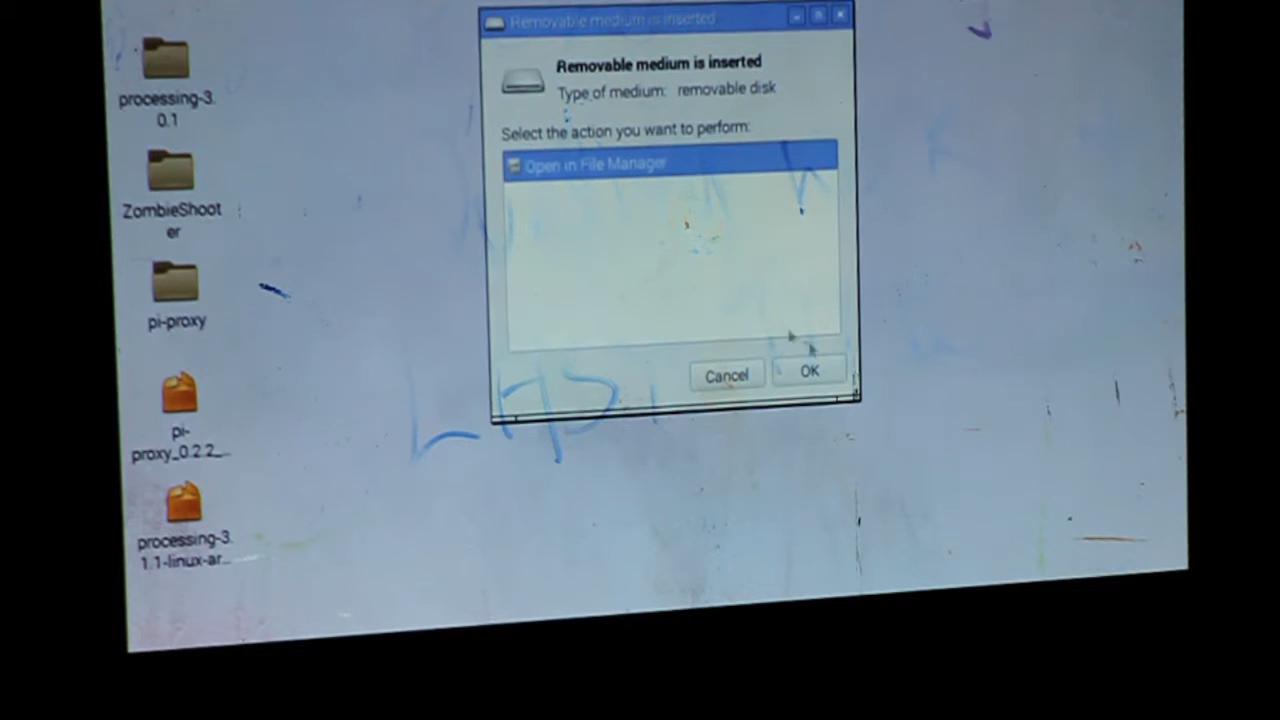 processing-3.
0.1
ZombieShoot
er
pi-proxy
pi-
proxy_0.2.2_...
processing-3.
1.1-linux-ar...
Removable medium is inserted
Removable medium is inserted
Type of medium: removable disk
Select the action you want to perform:
Open in File Manager
Cancel
OK